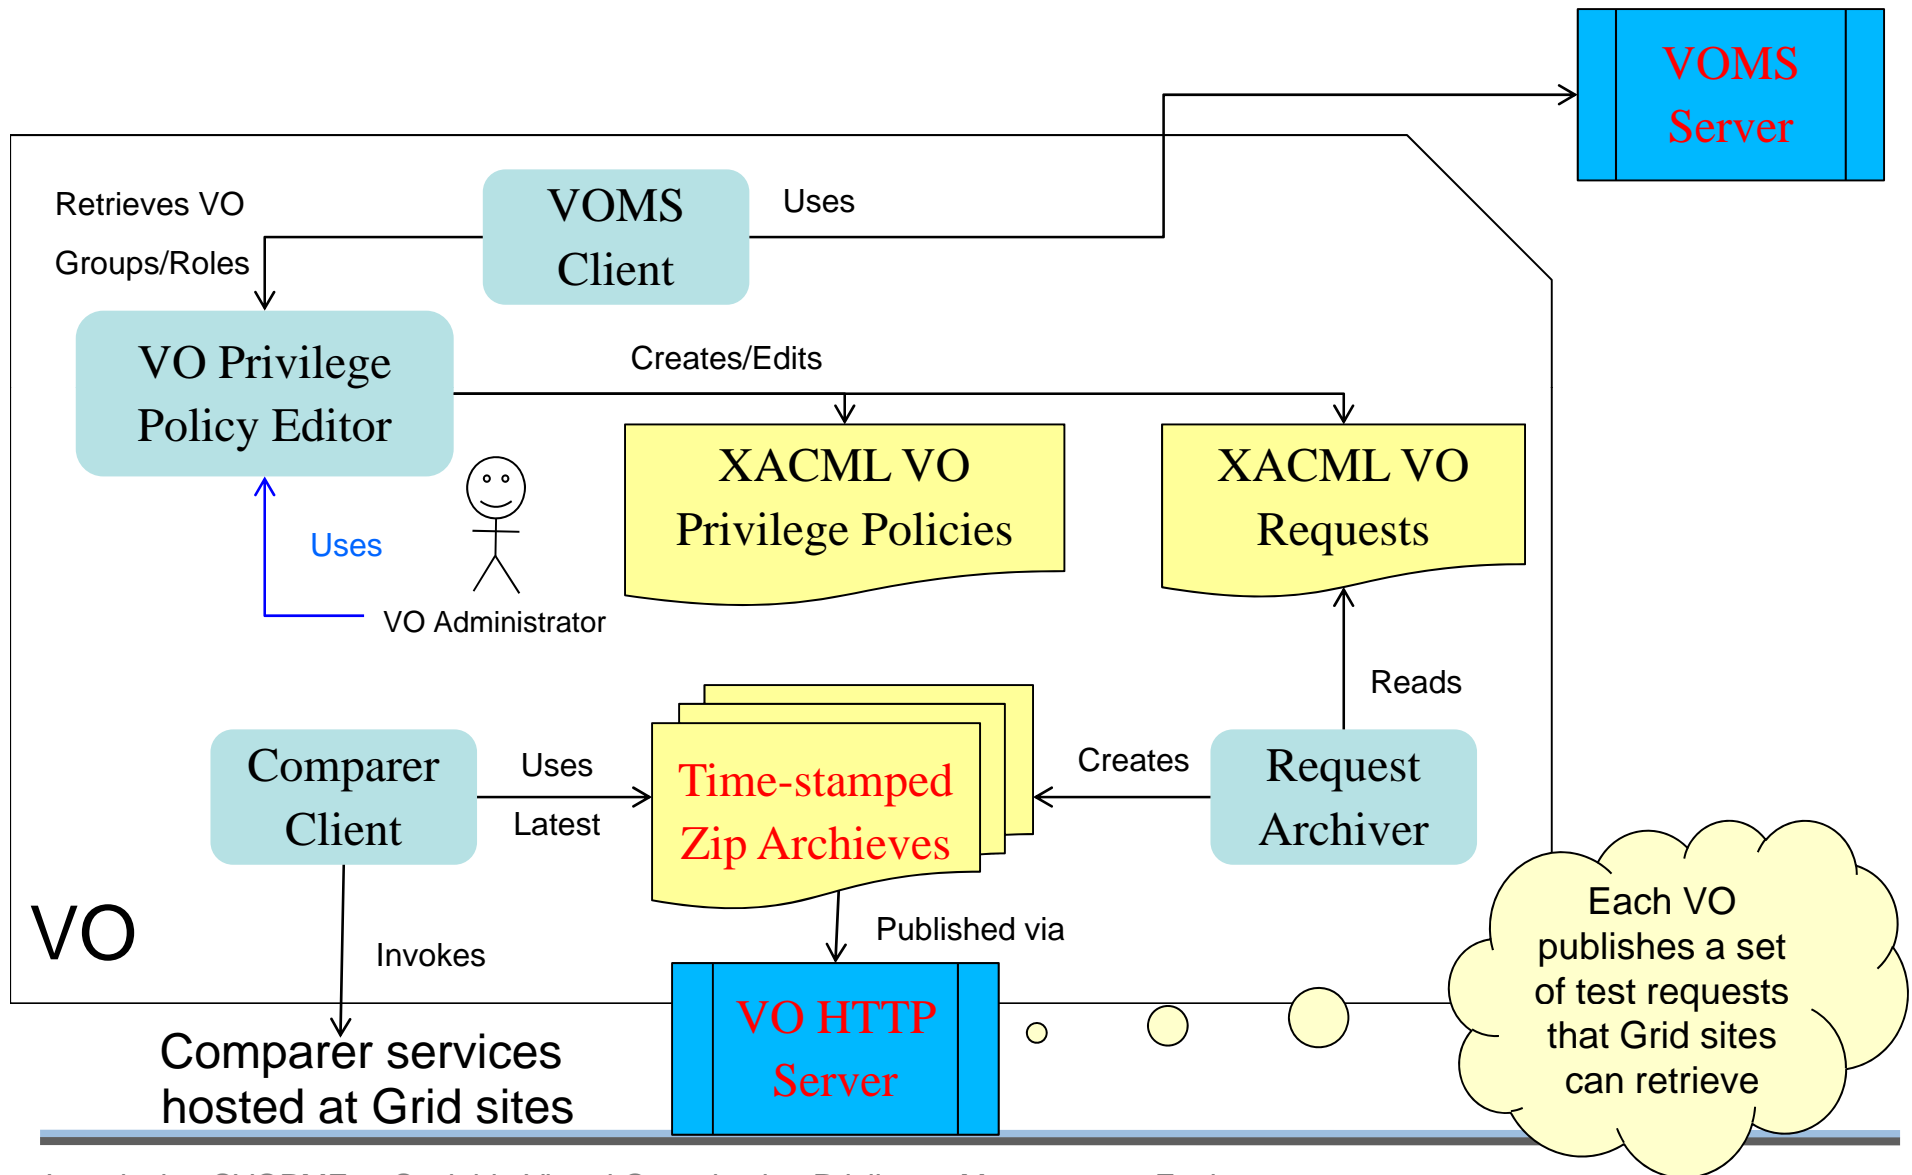 VOMS
Server
Retrieves VO
Groups/Roles
VOMS
Client
Uses
VO Privilege
Policy Editor
Creates/Edits
XACML VO
Privilege Policies
XACML VO
Requests
Uses
VO Administrator
Reads
Comparer
Client
Uses
Latest
Time-stamped
Zip Archieves
Creates
Request
Archiver
VO
Invokes
Published via
Each VO
publishes a set
of test requests
that Grid sites
can retrieve
VO HTTP
Server
Comparer services
hosted at Grid sites